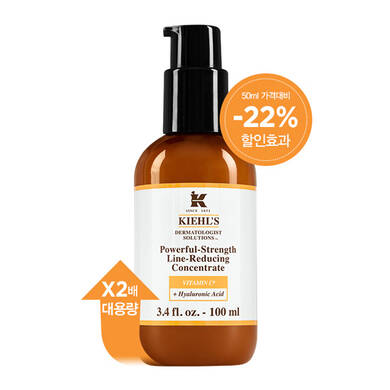 50ml 가격대비
-22%
할인효과
K
SINCE 1851
KIEHL'S
DERMATOLOGIST
SOLUTIONS™
Powerful-Strength
Line-Reducing
Concentrate
VITAMIN C*
+ Hyaluronic Acid
3.4 fl. oz. - 100 ml
X2배
대용량